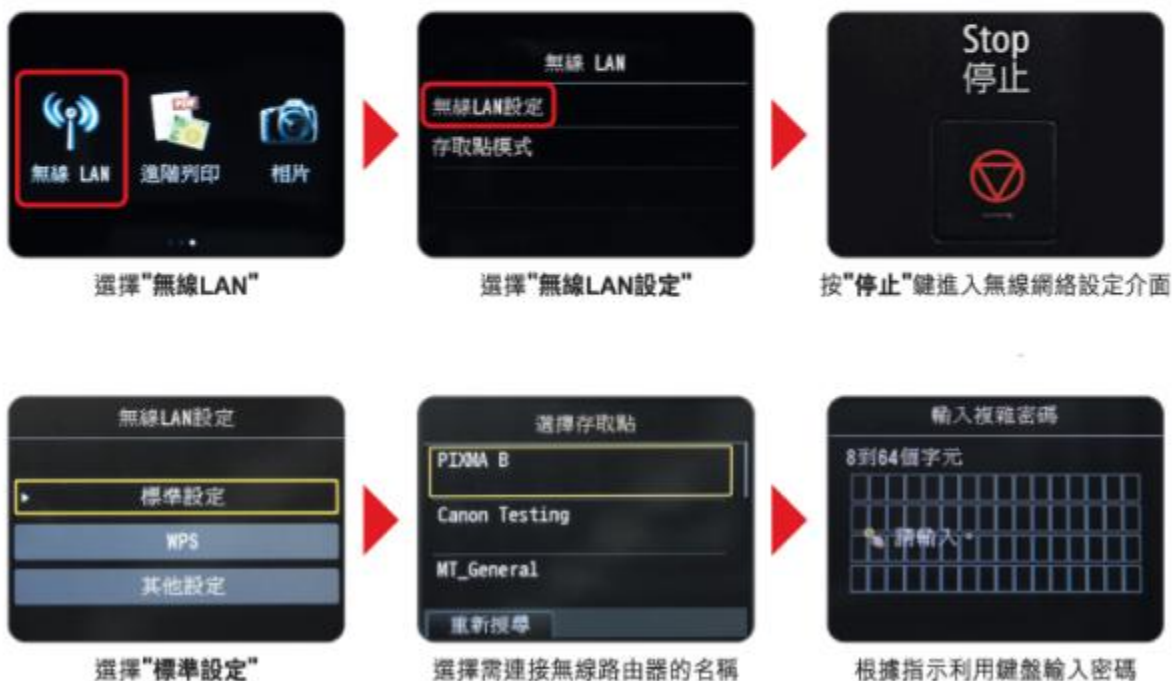 無線 LAN
進階列印
相片
選擇"無線LAN"
無線 LAN
無線LAN設定
存取點模式
選擇"無線LAN設定"
Stop
停止
按"停止"鍵進入無線網絡設定介面
無線LAN設定
標準設定
WPS
其他設定
選擇"標準設定"
選擇存取點
PIXMA B
Canon Testing
MT_General
重新搜尋
選擇需連接無線路由器的名稱
輸入複雜密碼
8到64個字元
請輸入。
根據指示利用鍵盤輸入密碼